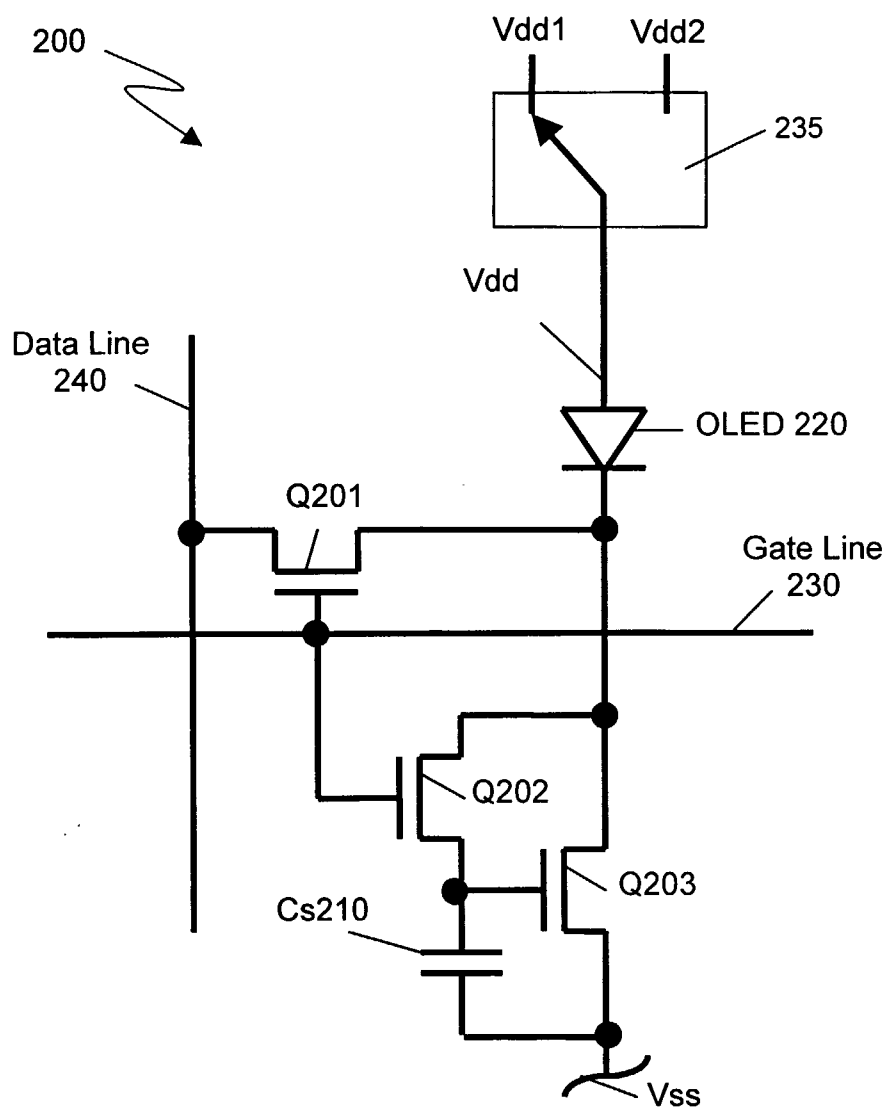 Vdd1 Vdd2
200
235
Vdd
Data Line
240
OLED 220
Q201
Gate Line
230
Q202
Q203
Cs210
Vss